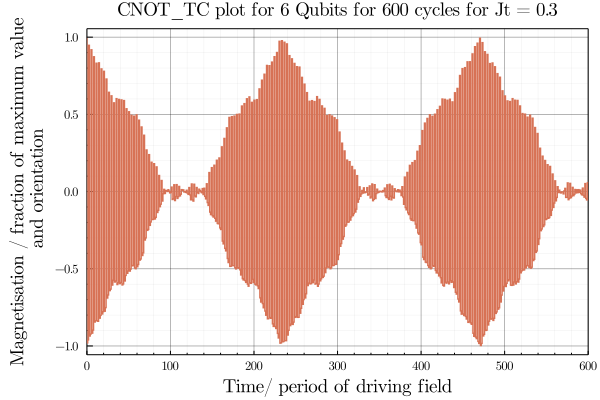 CNOT_TC plot for 6 Qubits for 600 cycles for Jt = 0.3
Magnetisation / fraction of maximum value
and orientation
1.0
0.5
0.0
−0.5
−1.0
0 100 200 300 400 500 600
Time/ period of driving field